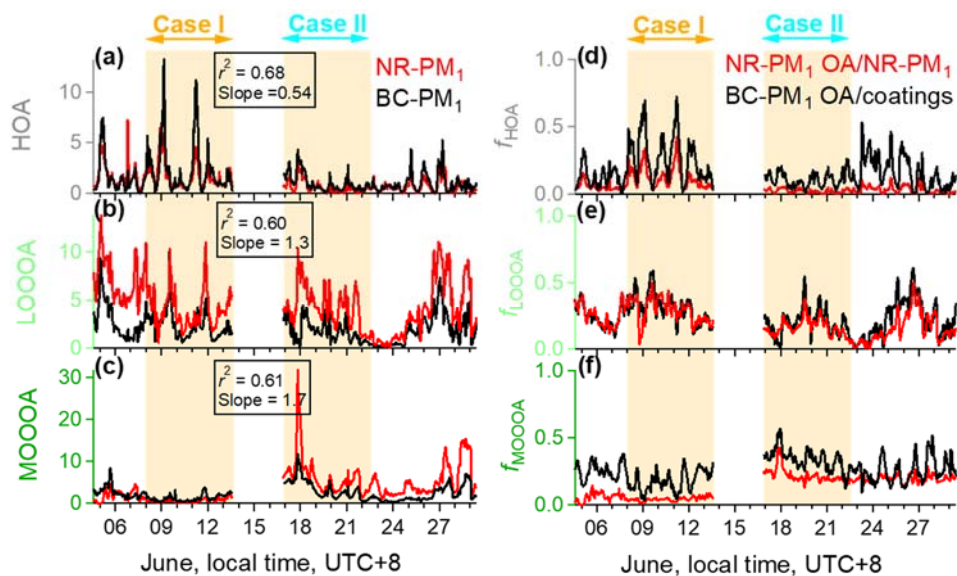 Case I
Case II
(a)
HOA
10
5
0
r² = 0.68
Slope =0.54
NR-PM₁
BC-PM₁
(b)
LOOOA
10
5
0
r² = 0.60
Slope = 1.3
(c)
MOOOA
30
20
10
0
r² = 0.61
Slope = 1.7
06 09 12 15 18 21 24 27
June, local time, UTC+8
Case I
Case II
(d)
fHOA
1.0
0.5
0.0
NR-PM₁ OA/NR-PM₁
BC-PM₁ OA/coatings
(e)
fLOOOA
1.0
0.5
0.0
(f)
fMOOOA
1.0
0.5
0.0
06 09 12 15 18 21 24 27
June, local time, UTC+8